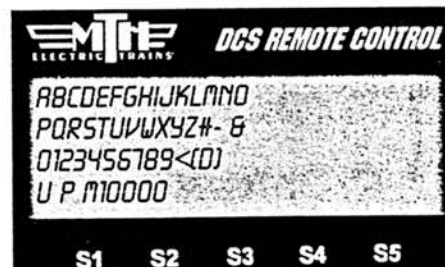 MTH
ELECTRIC TRAINS
DCS REMOTE CONTROL
ABCDEFGHIJKLMNO
PQRSTUVWXYZ#- &
0123456789<(D)
U P M10000
S1 S2 S3 S4 S5